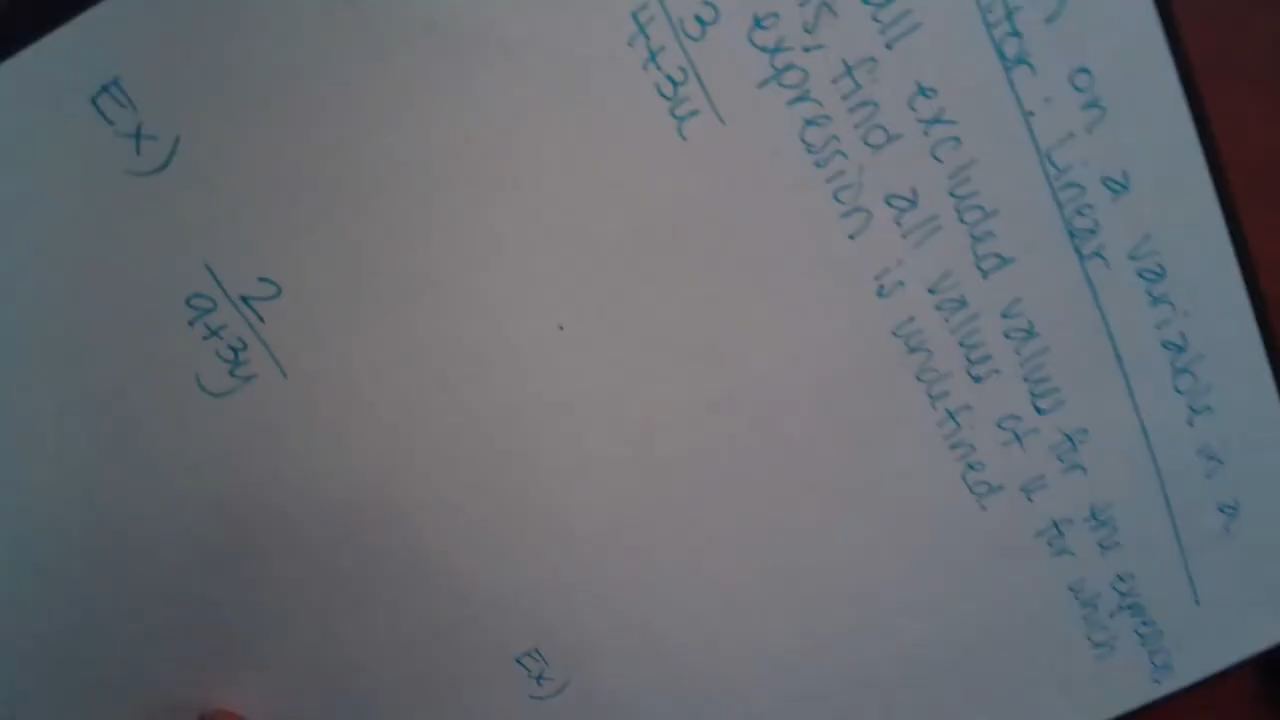 on a variable in a
: Linear
all excluded values for the expression
find all values of u for which
expression is undefined
3
4+3u
Ex)
2
a+3y
Ex)